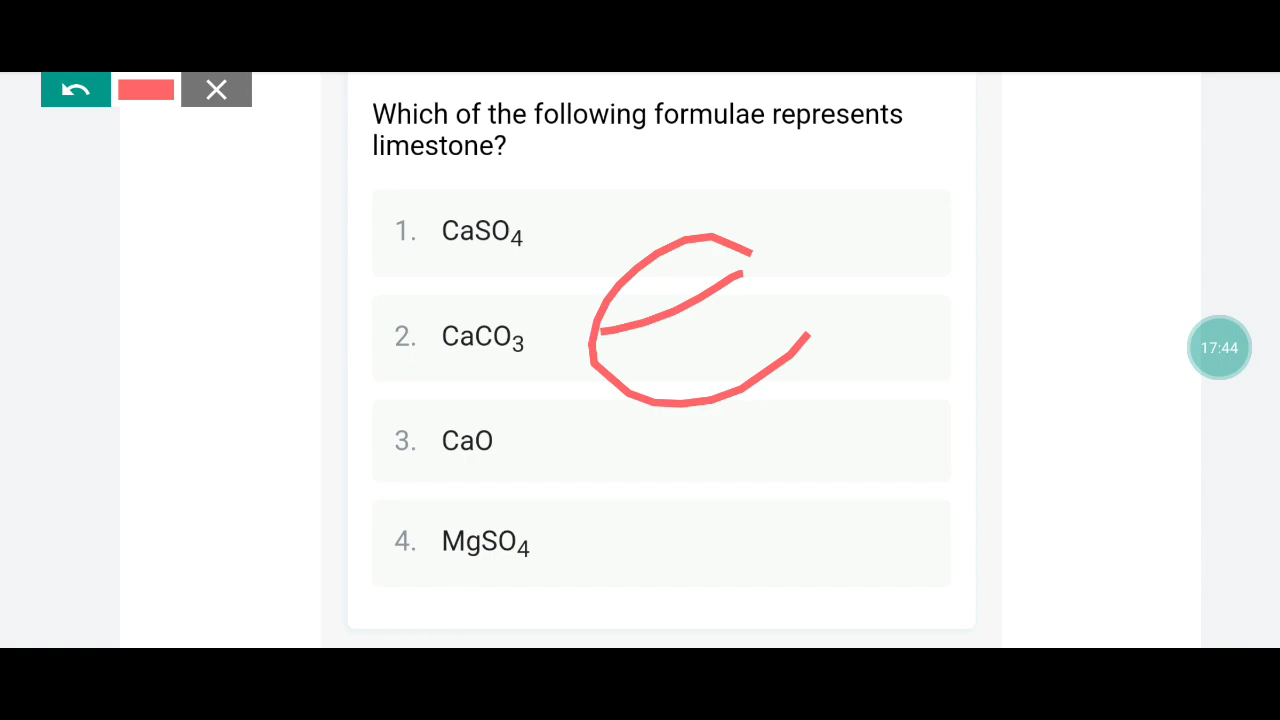 Which of the following formulae represents
limestone?
1. CaSO₄
2. CaCO₃
3. CaO
4. MgSO₄
17:44